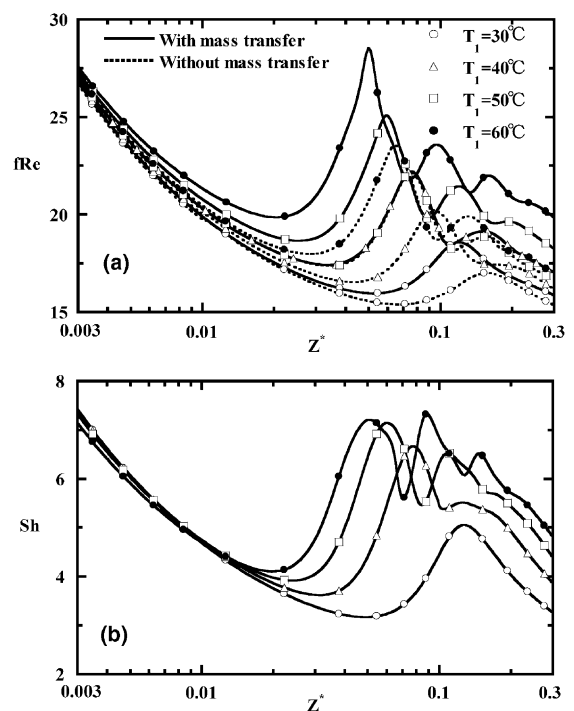 30
With mass transfer
Without mass transfer
T1=30℃
T1=40℃
T1=50℃
T1=60℃
25
fRe
20
(a)
15
0.003
0.01
0.1
0.3
Z*
8
6
Sh
4
(b)
2
0.003
0.01
0.1
0.3
Z*